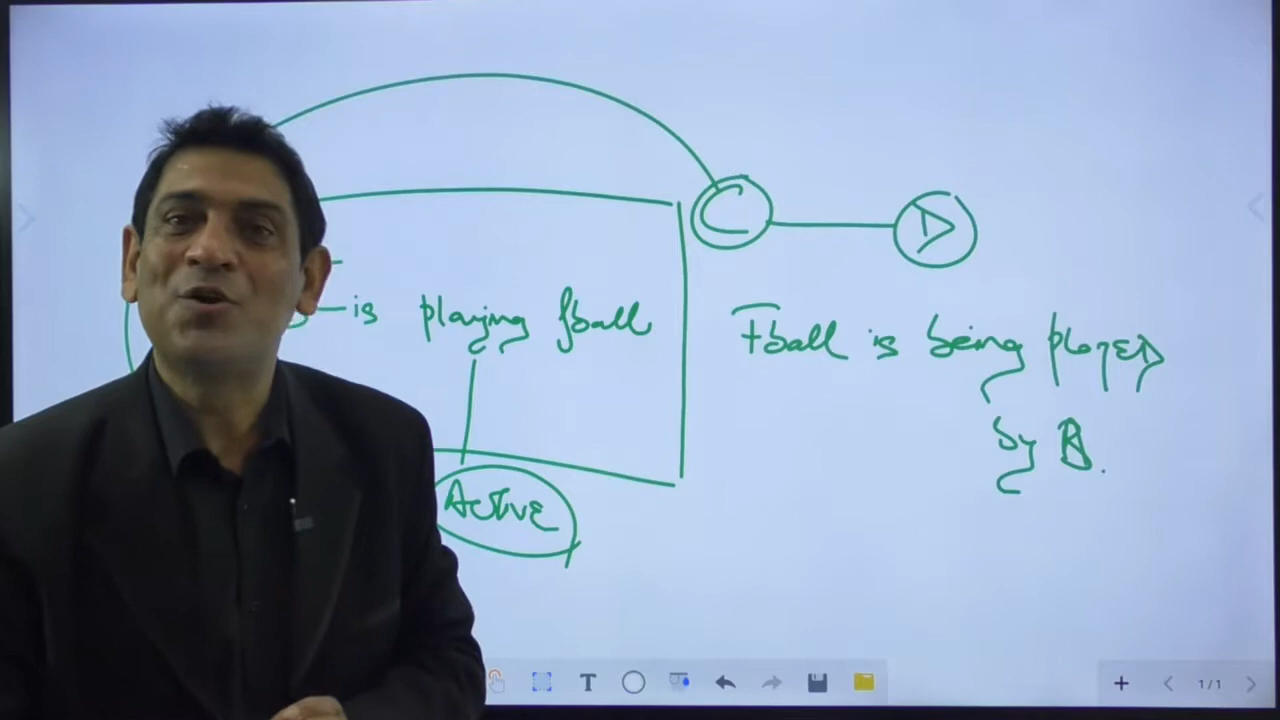 C
D
is playing fball
Fball is being played
by B.
Active
T
1/1